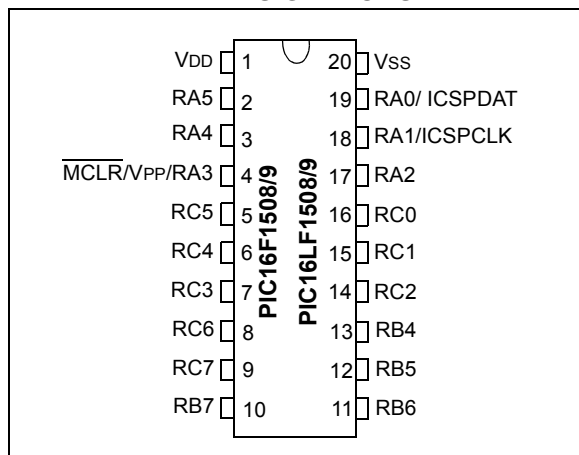 VDD 1 20 VSS
RA5 2 19 RA0/ ICSPDAT
RA4 3 18 RA1/ICSPCLK
MCLR/VPP/RA3 4 17 RA2
RC5 5 16 RC0
RC4 6 15 RC1
RC3 7 14 RC2
RC6 8 13 RB4
RC7 9 12 RB5
RB7 10 11 RB6
PIC16F1508/9
PIC16LF1508/9